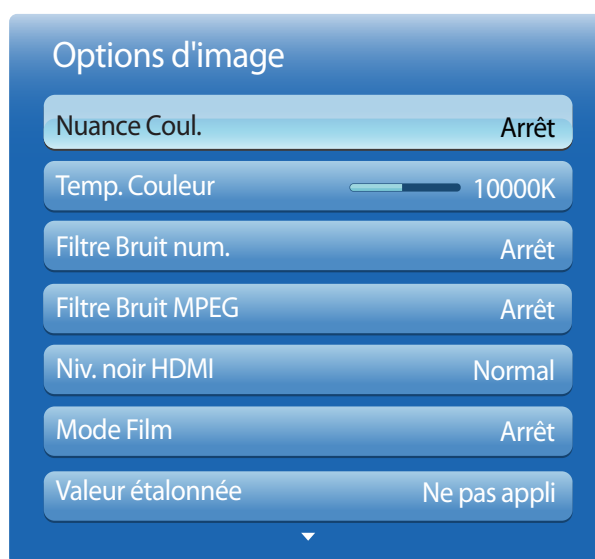 Options d'image
Nuance Coul. Arrêt
Temp. Couleur 10000K
Filtre Bruit num. Arrêt
Filtre Bruit MPEG Arrêt
Niv. noir HDMI Normal
Mode Film Arrêt
Valeur étalonnée Ne pas appli